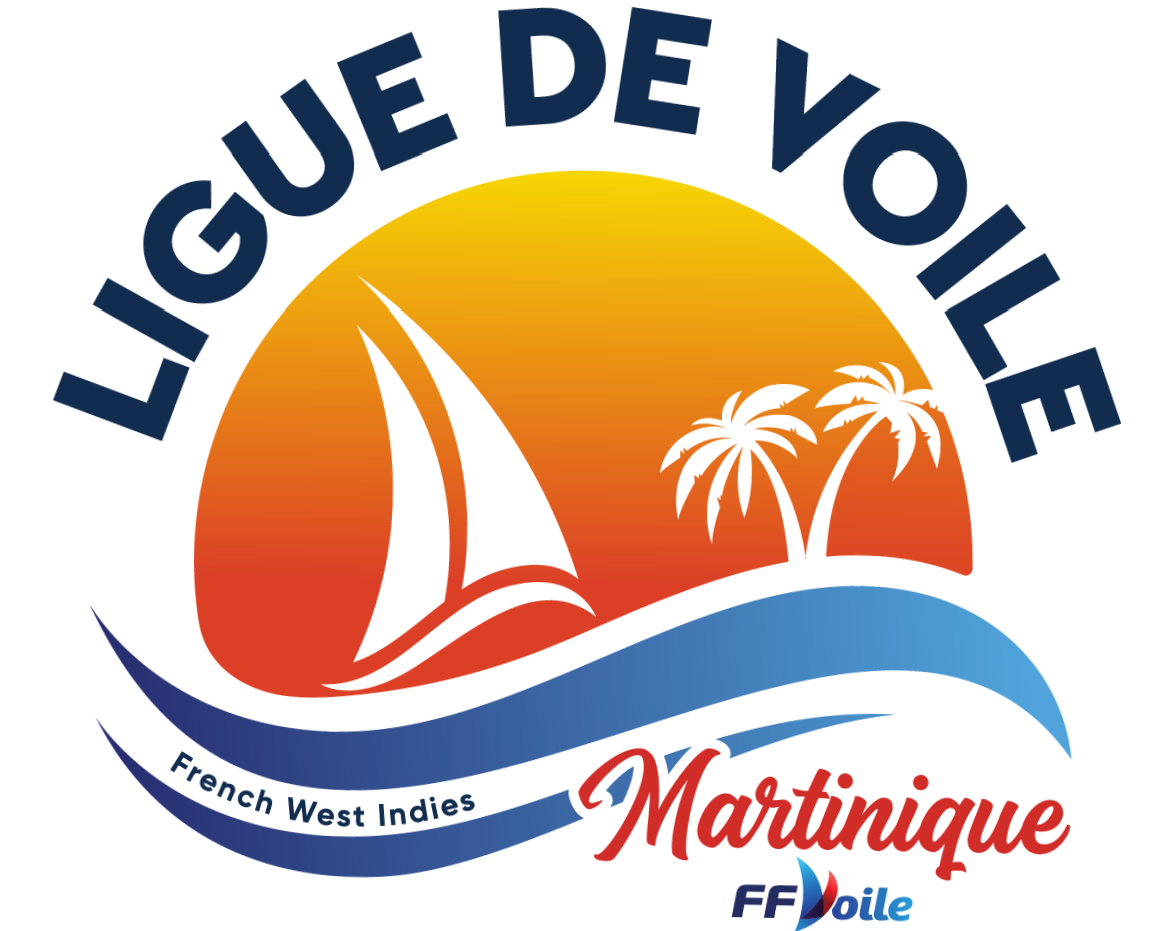 LIGUE DE VOILE
French West Indies
Martinique
FFVoile